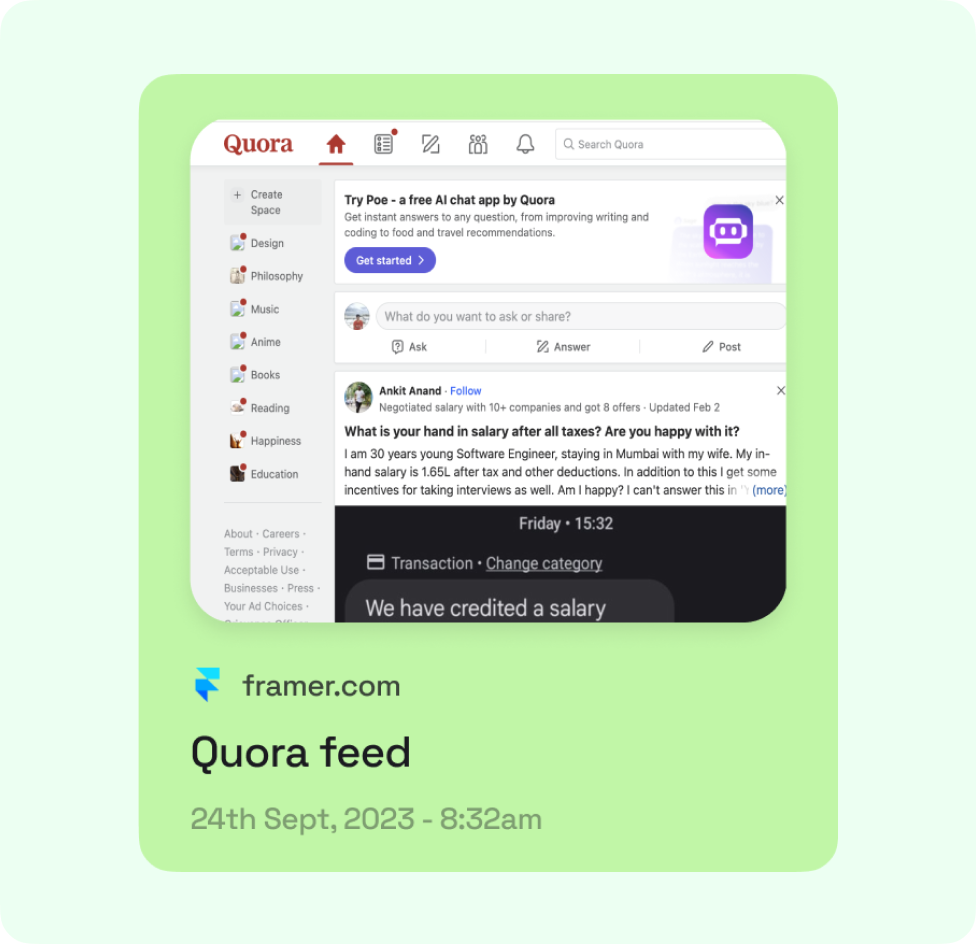 Quora
Search Quora
+ Create
Space
Design
Philosophy
Music
Anime
Books
Reading
Happiness
Education
About · Careers ·
Terms · Privacy ·
Acceptable Use ·
Businesses · Press ·
Your Ad Choices ·
Try Poe - a free AI chat app by Quora
Get instant answers to any question, from improving writing and
coding to food and travel recommendations.
Get started
What do you want to ask or share?
Ask
Answer
Post
Ankit Anand · Follow
Negotiated salary with 10+ companies and got 8 offers · Updated Feb 2
What is your hand in salary after all taxes? Are you happy with it?
I am 30 years young Software Engineer, staying in Mumbai with my wife. My in-
hand salary is 1.65L after tax and other deductions. In addition to this I get some
incentives for taking interviews as well. Am I happy? I can't answer this in (more)
Friday • 15:32
Transaction • Change category
We have credited a salary
framer.com
Quora feed
24th Sept, 2023 - 8:32am